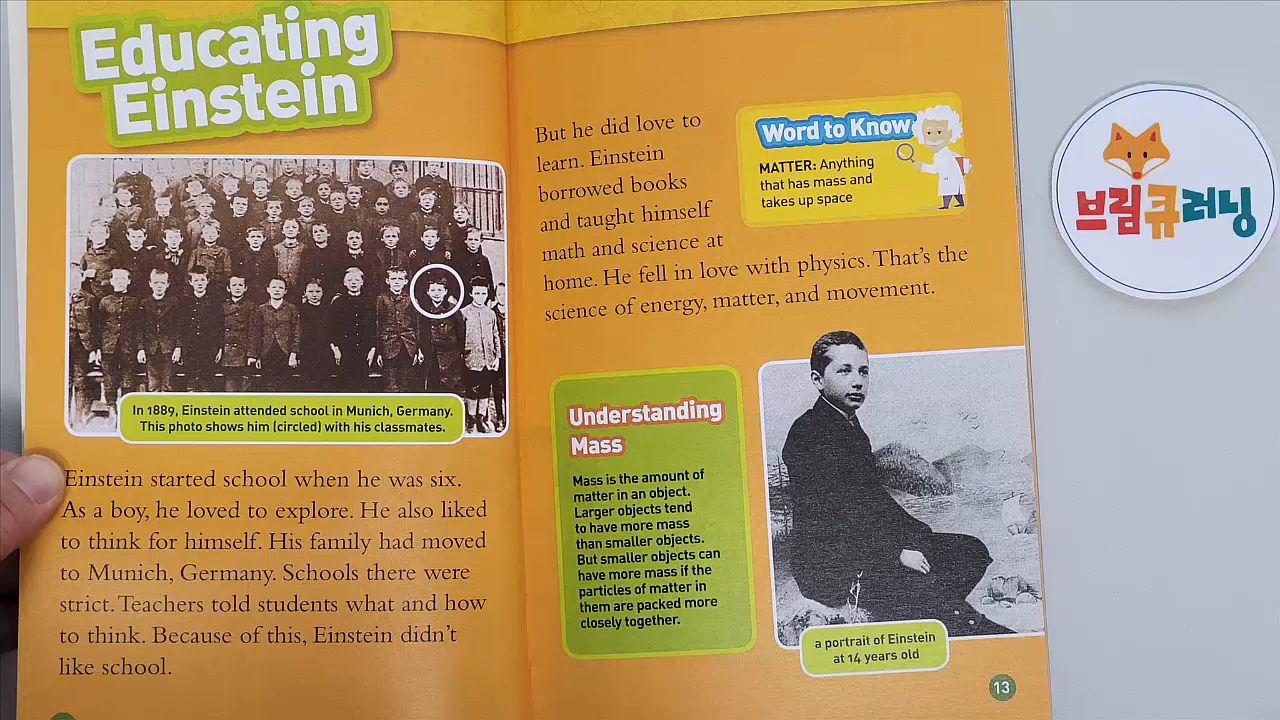 Educating
Einstein
In 1889, Einstein attended school in Munich, Germany.
This photo shows him (circled) with his classmates.
Einstein started school when he was six.
As a boy, he loved to explore. He also liked
to think for himself. His family had moved
to Munich, Germany. Schools there were
strict. Teachers told students what and how
to think. Because of this, Einstein didn't
like school.
But he did love to
learn. Einstein
borrowed books
and taught himself
math and science at
home. He fell in love with physics. That's the
science of energy, matter, and movement.
Word to Know
MATTER: Anything
that has mass and
takes up space
Understanding
Mass
Mass is the amount of
matter in an object.
Larger objects tend
to have more mass
than smaller objects.
But smaller objects can
have more mass if the
particles of matter in
them are packed more
closely together.
a portrait of Einstein
at 14 years old
13
브림큐러닝